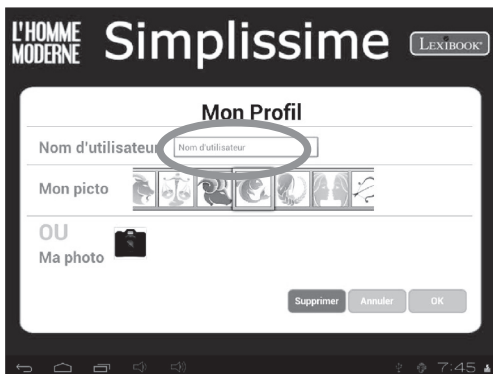 L'HOMME
MODERNE
Simplissime
LEXIBOOK®
Mon Profil
Nom d'utilisateur
Nom d'utilisateur
Mon picto
OU
Ma photo
Supprimer
Annuler
OK
7:45